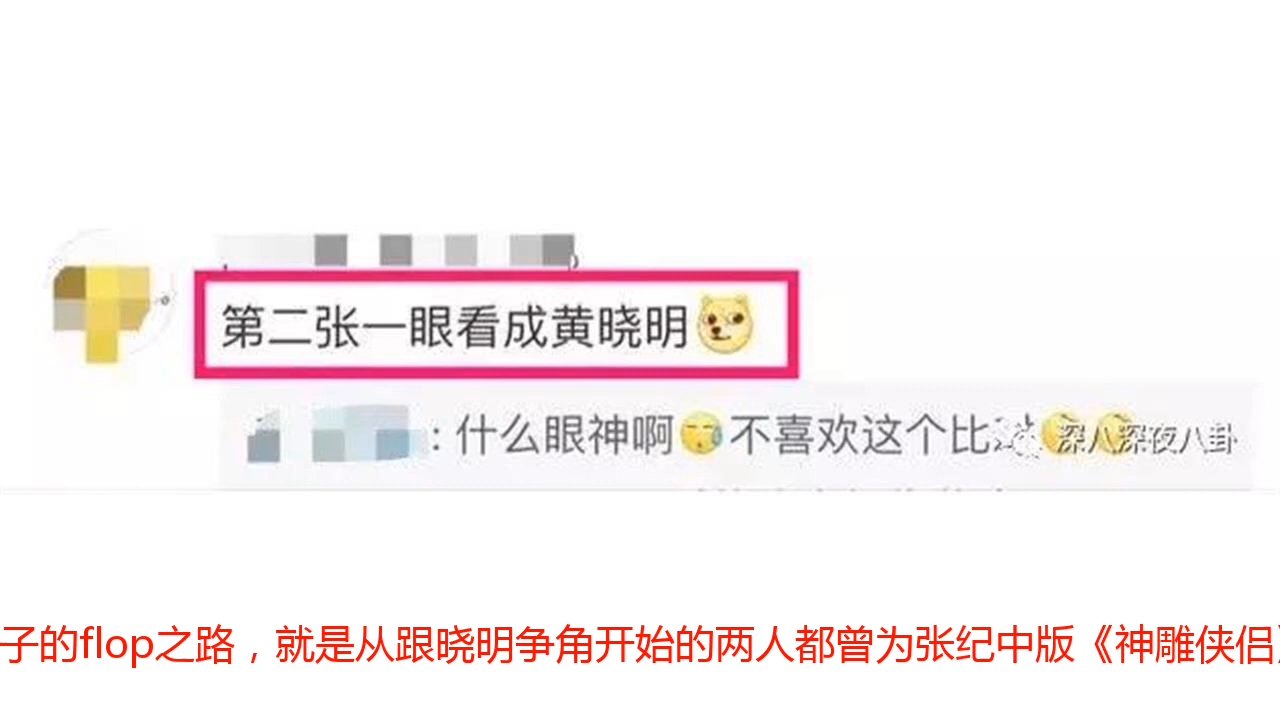 第二张一眼看成黄晓明
: 什么眼神啊 不喜欢这个比
深八深夜八卦
子的flop之路，就是从跟晓明争角开始的两人都曾为张纪中版《神雕侠侣》